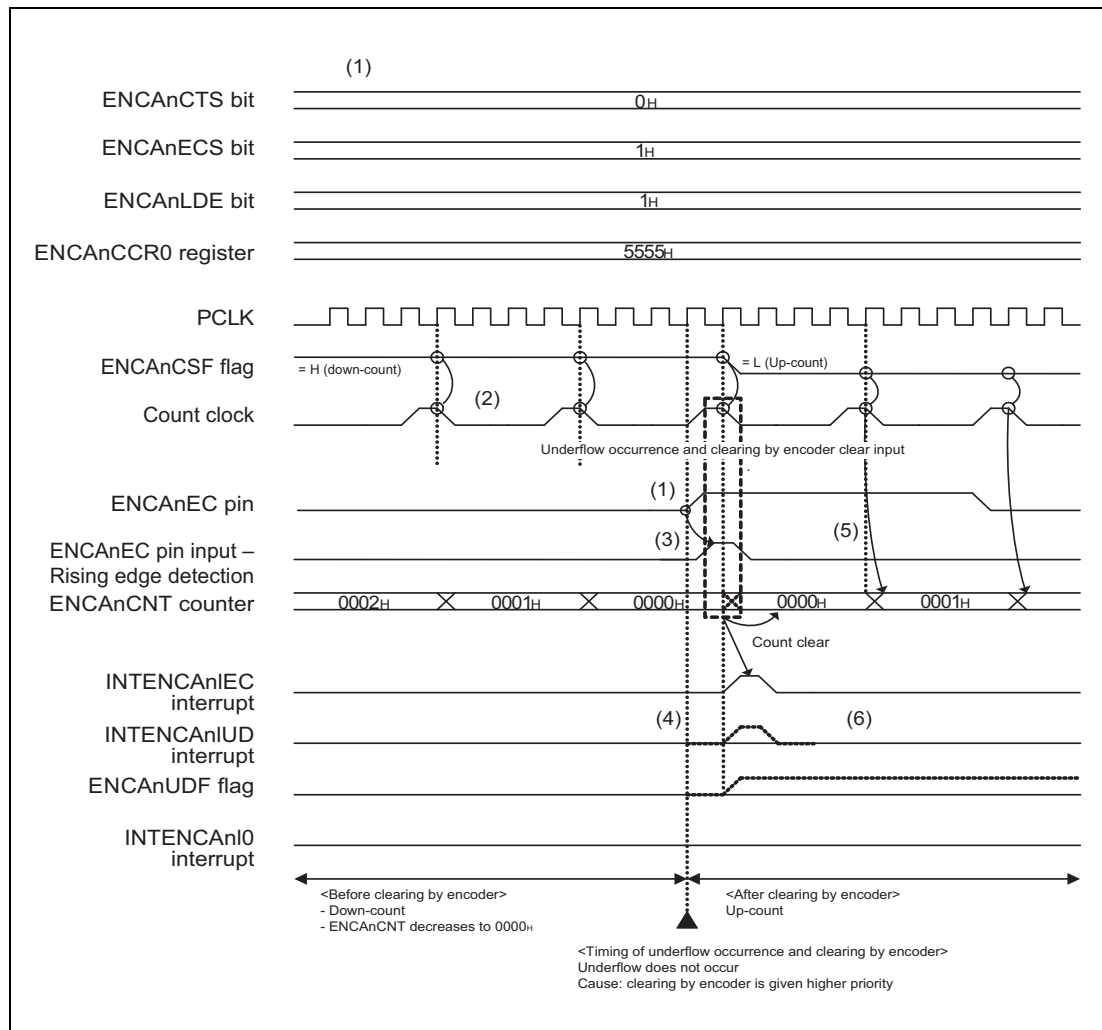 (1)
ENCAnCTS bit
0H
ENCAnECS bit
1H
ENCAnLDE bit
1H
ENCAnCCR0 register
5555H
PCLK
ENCAnCSF flag
= H (down-count)
= L (Up-count)
Count clock
(2)
Underflow occurrence and clearing by encoder clear input
ENCAnEC pin
(1)
ENCAnEC pin input –
Rising edge detection
(3)
(5)
ENCAnCNT counter
0002H
0001H
0000H
0000H
0001H
Count clear
INTENCAnIEC
interrupt
INTENCAnIUD
interrupt
(4)
(6)
ENCAnUDF flag
INTENCAnI0
interrupt
<Before clearing by encoder>
- Down-count
- ENCAnCNT decreases to 0000H
<After clearing by encoder>
Up-count
<Timing of underflow occurrence and clearing by encoder>
Underflow does not occur
Cause: clearing by encoder is given higher priority